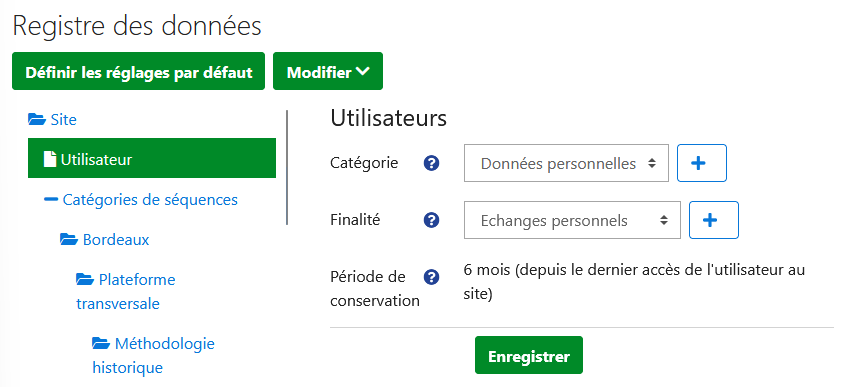 Registre des données
Définir les réglages par défaut
Modifier
Site
Utilisateur
Catégories de séquences
Bordeaux
Plateforme
transversale
Méthodologie
historique
Utilisateurs
Catégorie ? Données personnelles +
Finalité ? Echanges personnels +
Période de
conservation ?
6 mois (depuis le dernier accès de l'utilisateur au
site)
Enregistrer